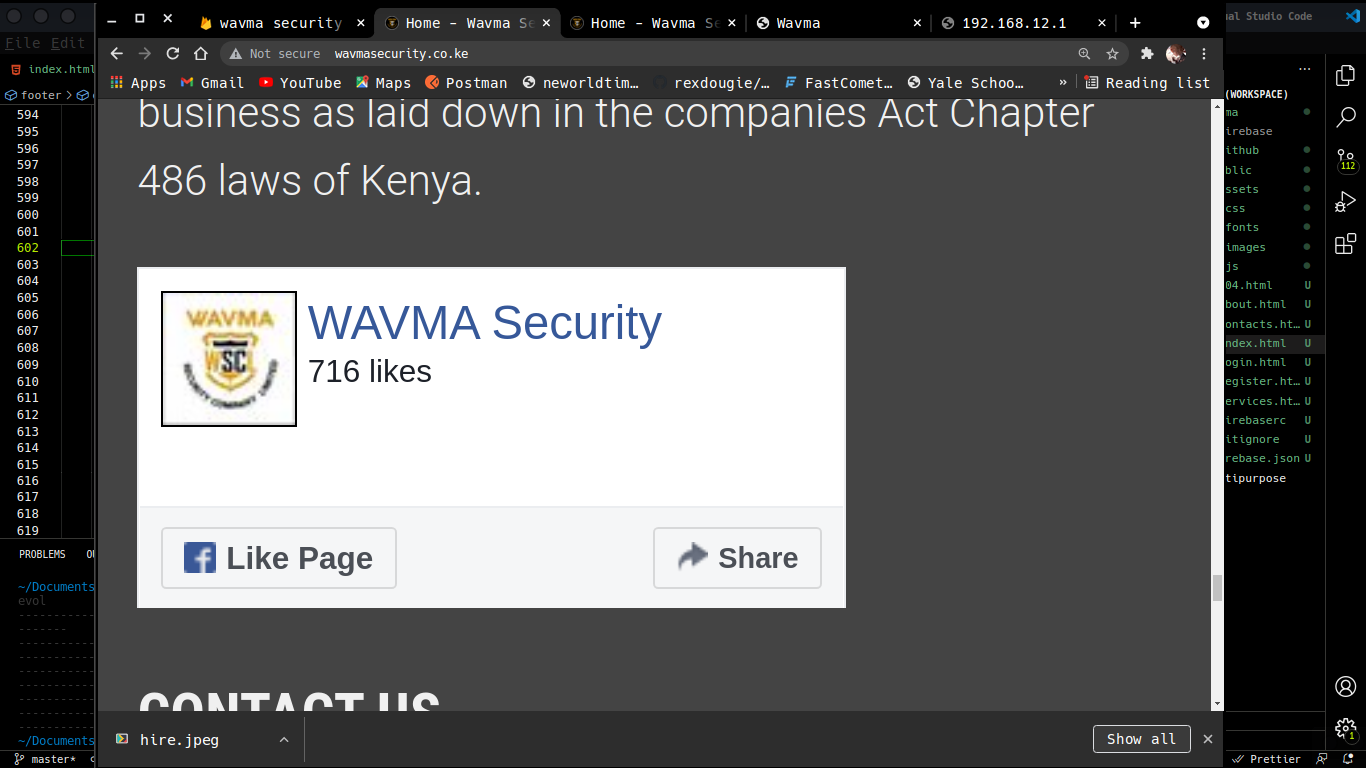 wavma security
Home - Wavma Se
Home - Wavma Se
Wavma
192.168.12.1
ual Studio Code
File Edit
Not secure
wavmasecurity.co.ke
index.html
Apps
Gmail
YouTube
Maps
Postman
neworldtim…
rexdougie/…
FastComet…
Yale Schoo…
»
Reading list
footer
(WORKSPACE)
594
595
596
597
598
599
600
601
602
603
604
605
606
607
608
609
610
611
612
613
614
615
616
617
618
619
business as laid down in the companies Act Chapter
486 laws of Kenya.
WAVMA
WSC
SECURITY COMPANY LIMITED
WAVMA Security
716 likes
Like Page
Share
CONTACT US
ma
irebase
ithub
blic
ssets
css
fonts
images
js
04.html U
bout.html U
ontacts.ht… U
ndex.html U
ogin.html U
egister.ht… U
ervices.ht… U
irebaserc U
itignore U
rebase.json U
tipurpose
112
1
PROBLEMS
~/Documents
evol
~/Documents
hire.jpeg
Show all
master*
Prettier